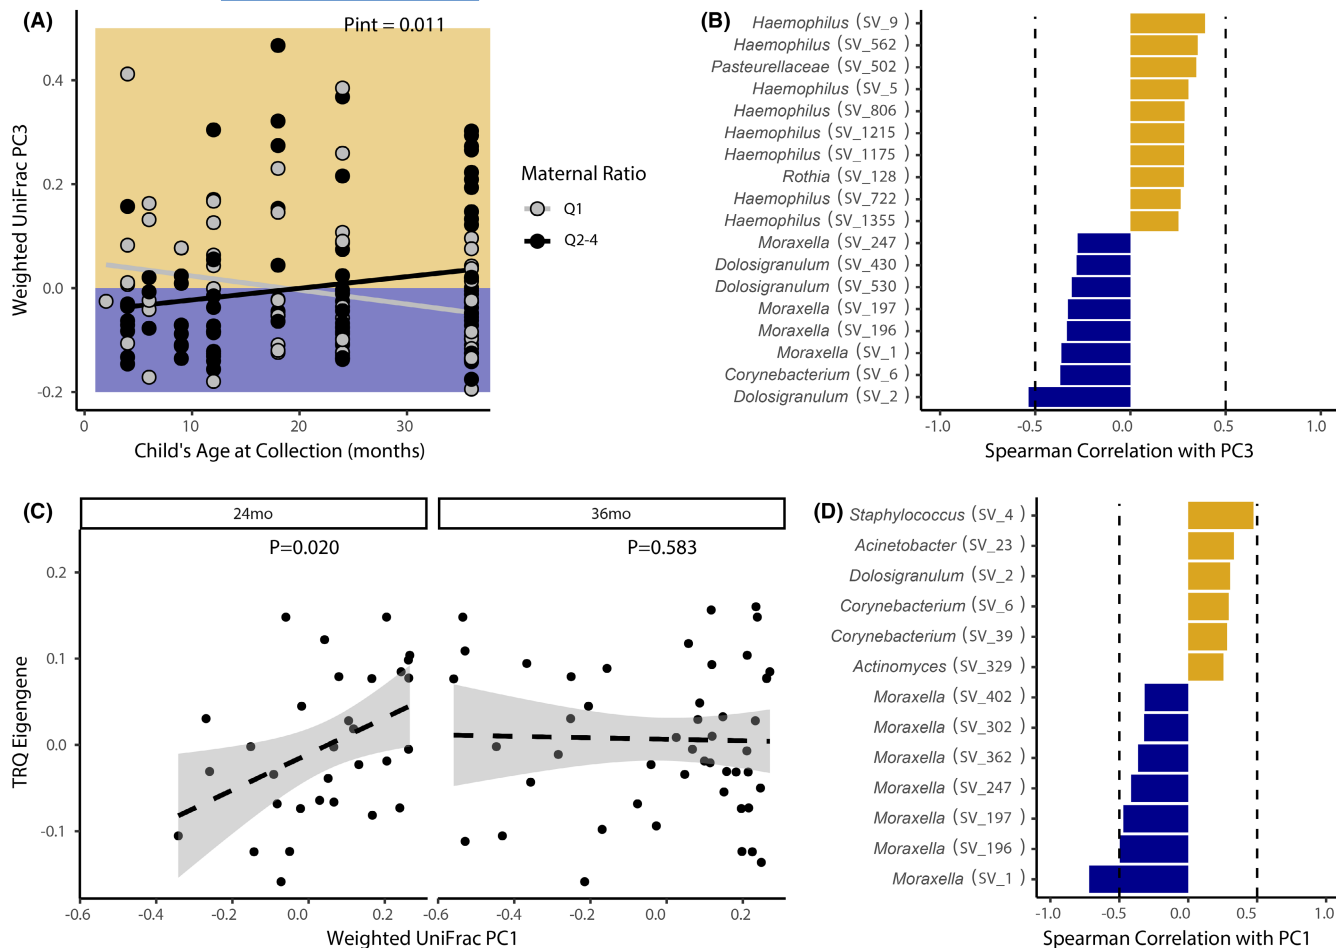 (A)
Pint = 0.011
Weighted UniFrac PC3
0.4
0.2
0.0
-0.2
0
10
20
30
Child's Age at Collection (months)
Maternal Ratio
Q1
Q2-4
(B)
Haemophilus (SV_9 )
Haemophilus (SV_562 )
Pasteurellaceae (SV_502 )
Haemophilus (SV_5 )
Haemophilus (SV_806 )
Haemophilus (SV_1215 )
Haemophilus (SV_1175 )
Rothia (SV_128 )
Haemophilus (SV_722 )
Haemophilus (SV_1355 )
Moraxella (SV_247 )
Dolosigranulum (SV_430 )
Dolosigranulum (SV_530 )
Moraxella (SV_197 )
Moraxella (SV_196 )
Moraxella (SV_1 )
Corynebacterium (SV_6 )
Dolosigranulum (SV_2 )
-1.0
-0.5
0.0
0.5
1.0
Spearman Correlation with PC3
(C)
24mo
36mo
P=0.020
P=0.583
TRQ Eigengene
0.2
0.1
0.0
-0.1
-0.6
-0.4
-0.2
0.0
0.2
-0.6
-0.4
-0.2
0.0
0.2
Weighted UniFrac PC1
(D)
Staphylococcus (SV_4 )
Acinetobacter (SV_23 )
Dolosigranulum (SV_2 )
Corynebacterium (SV_6 )
Corynebacterium (SV_39 )
Actinomyces (SV_329 )
Moraxella (SV_402 )
Moraxella (SV_302 )
Moraxella (SV_362 )
Moraxella (SV_247 )
Moraxella (SV_197 )
Moraxella (SV_196 )
Moraxella (SV_1 )
-1.0
-0.5
0.0
0.5
1.0
Spearman Correlation with PC1